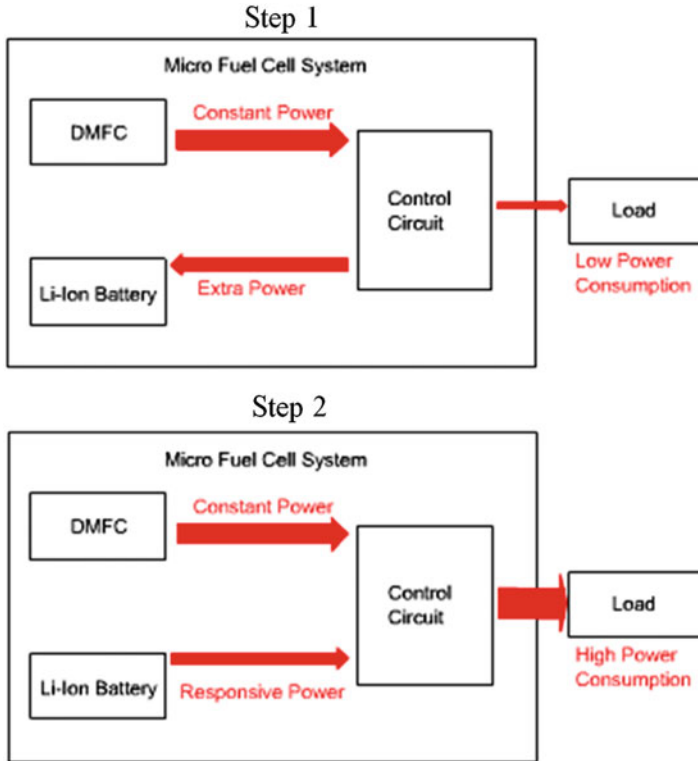 Step 1
Micro Fuel Cell System
DMFC
Constant Power
Control
Circuit
Load
Low Power
Consumption
Li-Ion Battery
Extra Power
Step 2
Micro Fuel Cell System
DMFC
Constant Power
Control
Circuit
Load
High Power
Consumption
Li-Ion Battery
Responsive Power